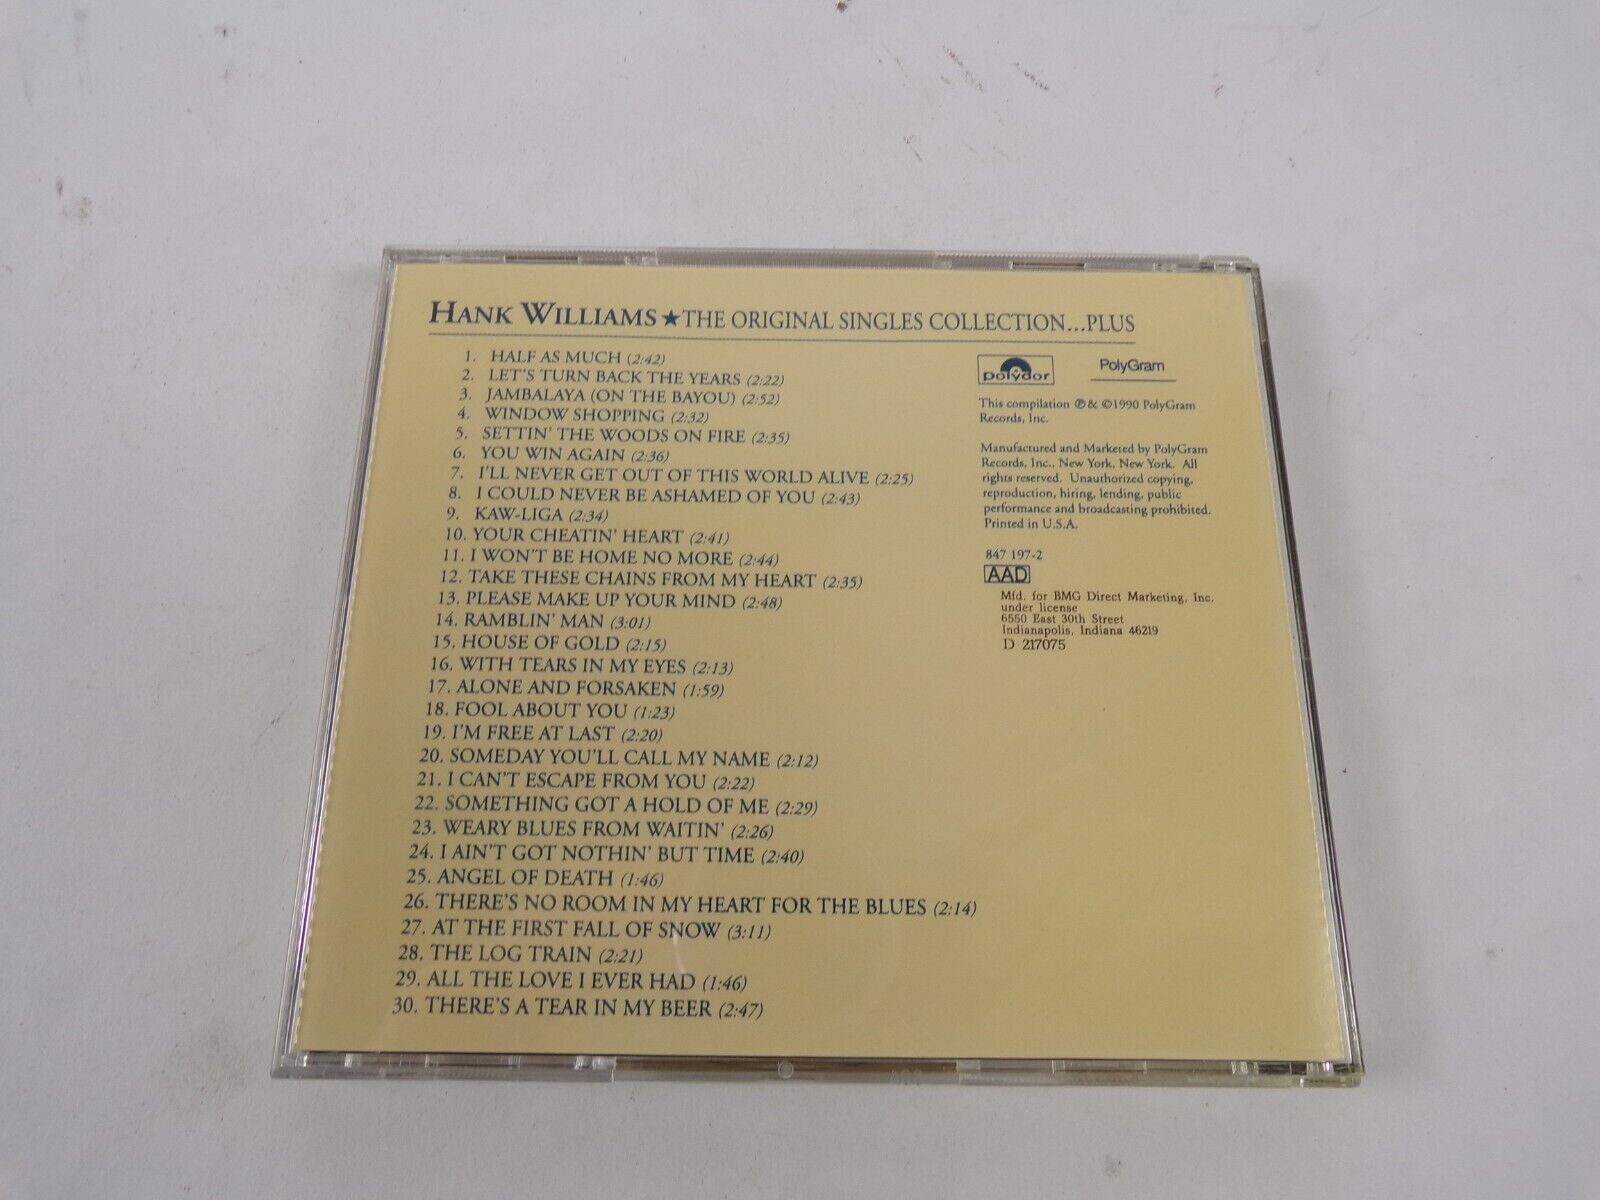 HANK WILLIAMS★THE ORIGINAL SINGLES COLLECTION...PLUS
1. HALF AS MUCH (2:42)
2. LET'S TURN BACK THE YEARS (2:22)
3. JAMBALAYA (ON THE BAYOU) (2:52)
4. WINDOW SHOPPING (2:32)
5. SETTIN' THE WOODS ON FIRE (2:35)
6. YOU WIN AGAIN (2:36)
7. I'LL NEVER GET OUT OF THIS WORLD ALIVE (2:25)
8. I COULD NEVER BE ASHAMED OF YOU (2:43)
9. KAW-LIGA (2:34)
10. YOUR CHEATIN' HEART (2:41)
11. I WON'T BE HOME NO MORE (2:44)
12. TAKE THESE CHAINS FROM MY HEART (2:35)
13. PLEASE MAKE UP YOUR MIND (2:48)
14. RAMBLIN' MAN (3:01)
15. HOUSE OF GOLD (2:15)
16. WITH TEARS IN MY EYES (2:13)
17. ALONE AND FORSAKEN (1:59)
18. FOOL ABOUT YOU (1:23)
19. I'M FREE AT LAST (2:20)
20. SOMEDAY YOU'LL CALL MY NAME (2:12)
21. I CAN'T ESCAPE FROM YOU (2:22)
22. SOMETHING GOT A HOLD OF ME (2:29)
23. WEARY BLUES FROM WAITIN' (2:26)
24. I AIN'T GOT NOTHIN' BUT TIME (2:40)
25. ANGEL OF DEATH (1:46)
26. THERE'S NO ROOM IN MY HEART FOR THE BLUES (2:14)
27. AT THE FIRST FALL OF SNOW (3:11)
28. THE LOG TRAIN (2:21)
29. ALL THE LOVE I EVER HAD (1:46)
30. THERE'S A TEAR IN MY BEER (2:47)
polydor
PolyGram
This compilation ℗& ©1990 PolyGram
Records, Inc.
Manufactured and Marketed by PolyGram
Records, Inc., New York, New York. All
rights reserved. Unauthorized copying,
reproduction, hiring, lending, public
performance and broadcasting prohibited.
Printed in U.S.A.
847 197-2
AAD
Mfd. for BMG Direct Marketing, Inc.
under license
6550 East 30th Street
Indianapolis, Indiana 46219
D 217075